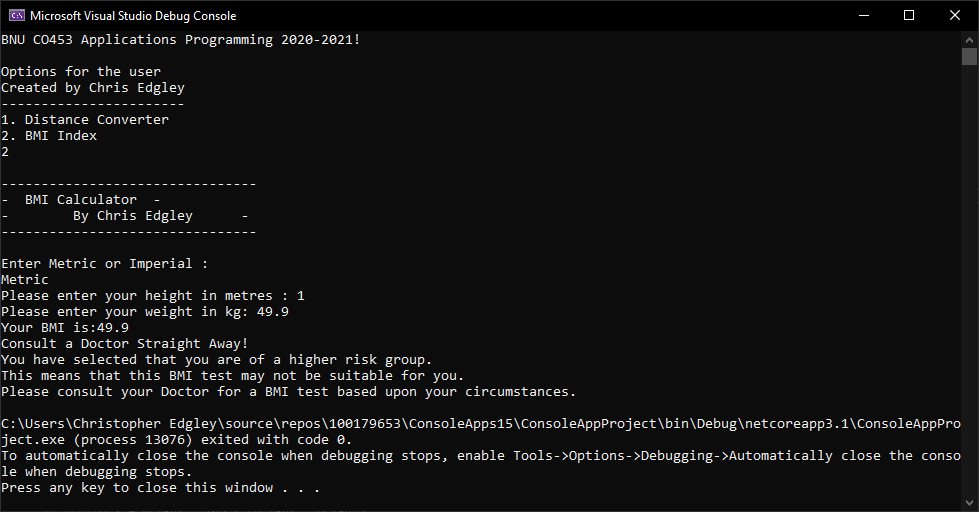 Microsoft Visual Studio Debug Console
BNU CO453 Applications Programming 2020-2021!
Options for the user
Created by Chris Edgley
-----------------------
1. Distance Converter
2. BMI Index
2
--------------------------------
-  BMI Calculator  -
-        By Chris Edgley      -
--------------------------------
Enter Metric or Imperial :
Metric
Please enter your height in metres : 1
Please enter your weight in kg: 49.9
Your BMI is:49.9
Consult a Doctor Straight Away!
You have selected that you are of a higher risk group.
This means that this BMI test may not be suitable for you.
Please consult your Doctor for a BMI test based upon your circumstances.
C:\Users\Christopher Edgley\source\repos\100179653\ConsoleApps15\ConsoleAppProject\bin\Debug\netcoreapp3.1\ConsoleAppPro
ject.exe (process 13076) exited with code 0.
To automatically close the console when debugging stops, enable Tools->Options->Debugging->Automatically close the conso
le when debugging stops.
Press any key to close this window . . .